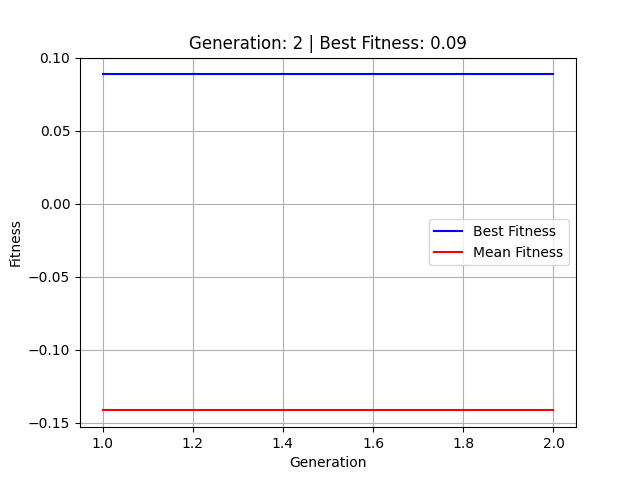 Generation: 2 | Best Fitness: 0.09
0.10
0.05
0.00
−0.05
−0.10
−0.15
Fitness
Best Fitness
Mean Fitness
1.0 1.2 1.4 1.6 1.8 2.0
Generation